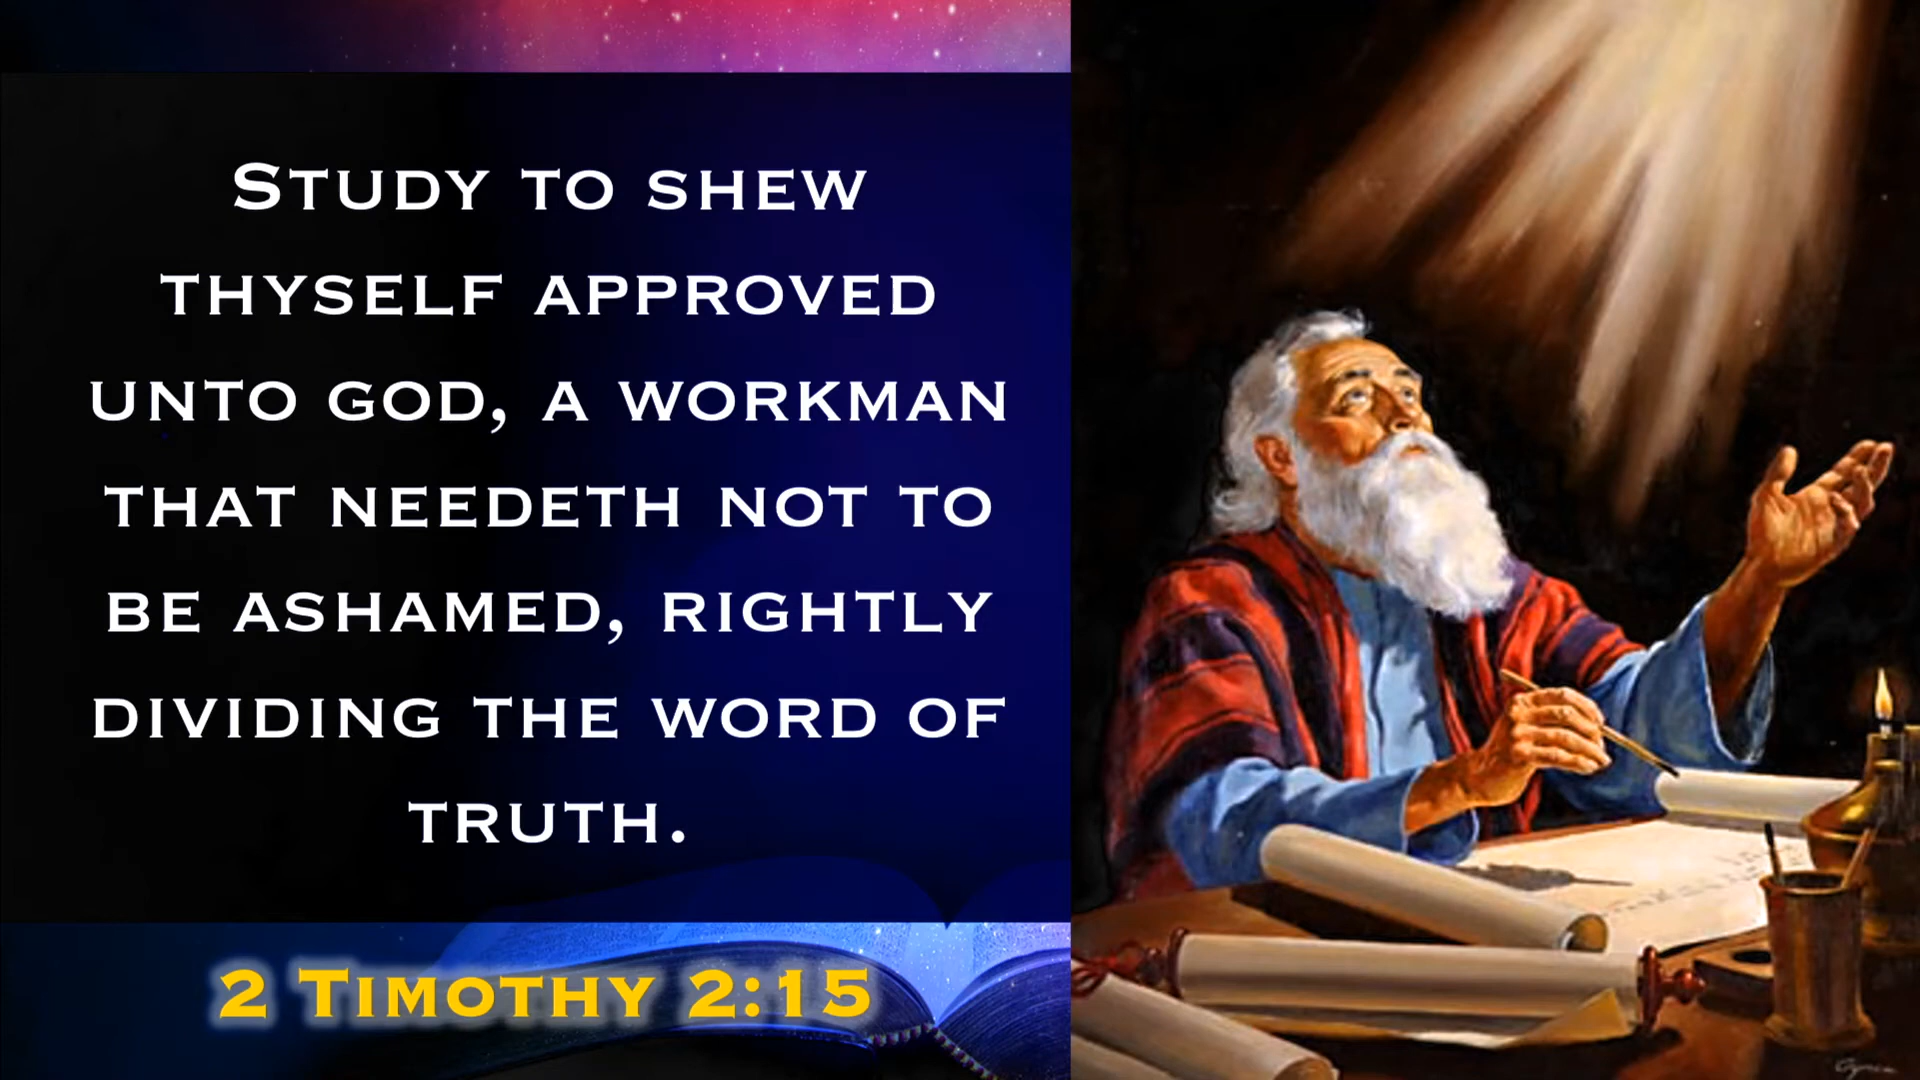 Study to shew
thyself approved
unto god, a workman
that needeth not to
be ashamed, rightly
dividing the word of
truth.
2 Timothy 2:15